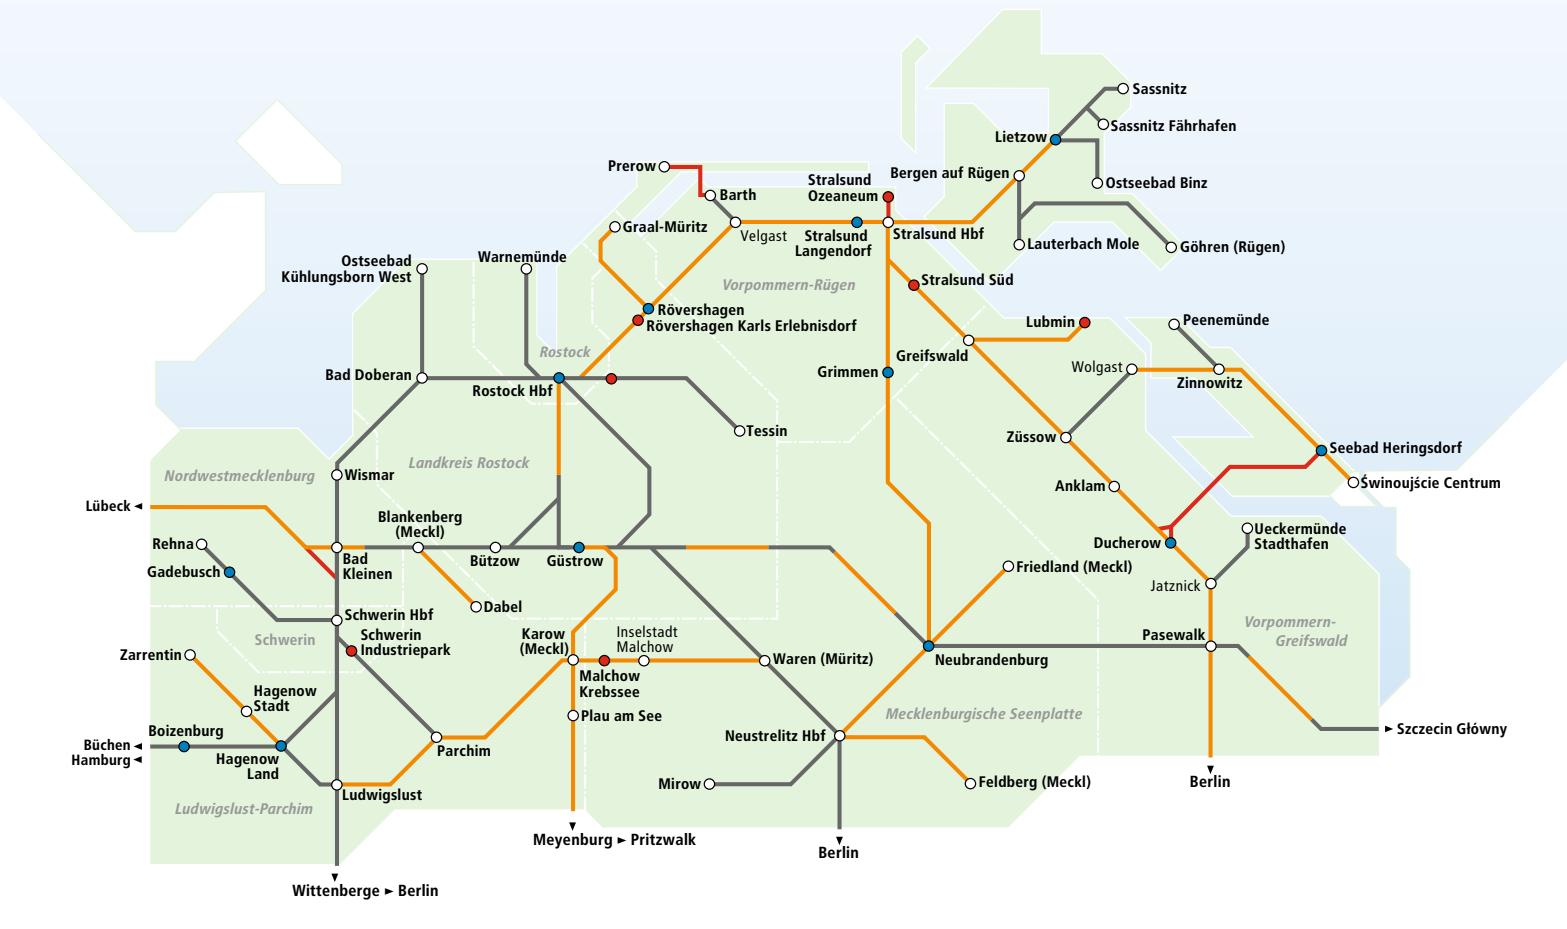 Sassnitz
Sassnitz Fährhafen
Lietzow
Prerow
Bergen auf Rügen
Stralsund
Ozeaneum
Barth
Ostseebad Binz
Graal-Müritz
Velgast
Stralsund
Langendorf
Stralsund Hbf
Lauterbach Mole
Göhren (Rügen)
Ostseebad
Kühlungsborn West
Warnemünde
Vorpommern-Rügen
Stralsund Süd
Rövershagen
Rövershagen Karls Erlebnisdorf
Lubmin
Peenemünde
Rostock
Greifswald
Bad Doberan
Rostock Hbf
Grimmen
Wolgast
Zinnowitz
Tessin
Züssow
Seebad Heringsdorf
Nordwestmecklenburg
Landkreis Rostock
Wismar
Anklam
Świnoujście Centrum
Lübeck
Blankenberg
(Meckl)
Rehna
Bad
Kleinen
Bützow
Güstrow
Ducherow
Ueckermünde
Stadthafen
Gadebusch
Friedland (Meckl)
Jatznick
Dabel
Schwerin Hbf
Schwerin
Schwerin
Industriepark
Karow
(Meckl)
Inselstadt
Malchow
Vorpommern-
Greifswald
Pasewalk
Zarrentin
Malchow
Krebssee
Waren (Müritz)
Neubrandenburg
Hagenow
Stadt
Plau am See
Mecklenburgische Seenplatte
Boizenburg
Büchen
Hamburg
Hagenow
Land
Parchim
Neustrelitz Hbf
Szczecin Główny
Ludwigslust
Mirow
Feldberg (Meckl)
Berlin
Ludwigslust-Parchim
Meyenburg ► Pritzwalk
Berlin
Wittenberge ► Berlin